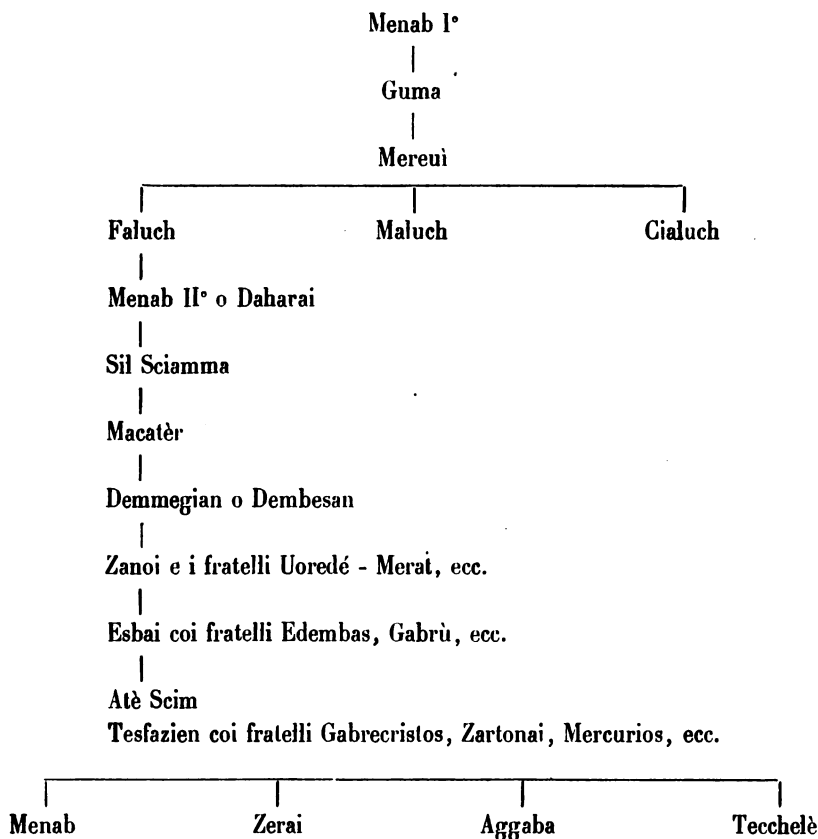 Menab I°
Guma
Mereuì
Faluch Maluch Cialuch
Menab II° o Daharai
Sil Sciamma
Macatèr
Demmegian o Dembesan
Zanoi e i fratelli Uoredé - Merat, ecc.
Esbai coi fratelli Edembas, Gabrù, ecc.
Atè Scim
Tesfazien coi fratelli Gabrecristos, Zartonai, Mercurios, ecc.
Menab Zerai Aggaba Tecchelè